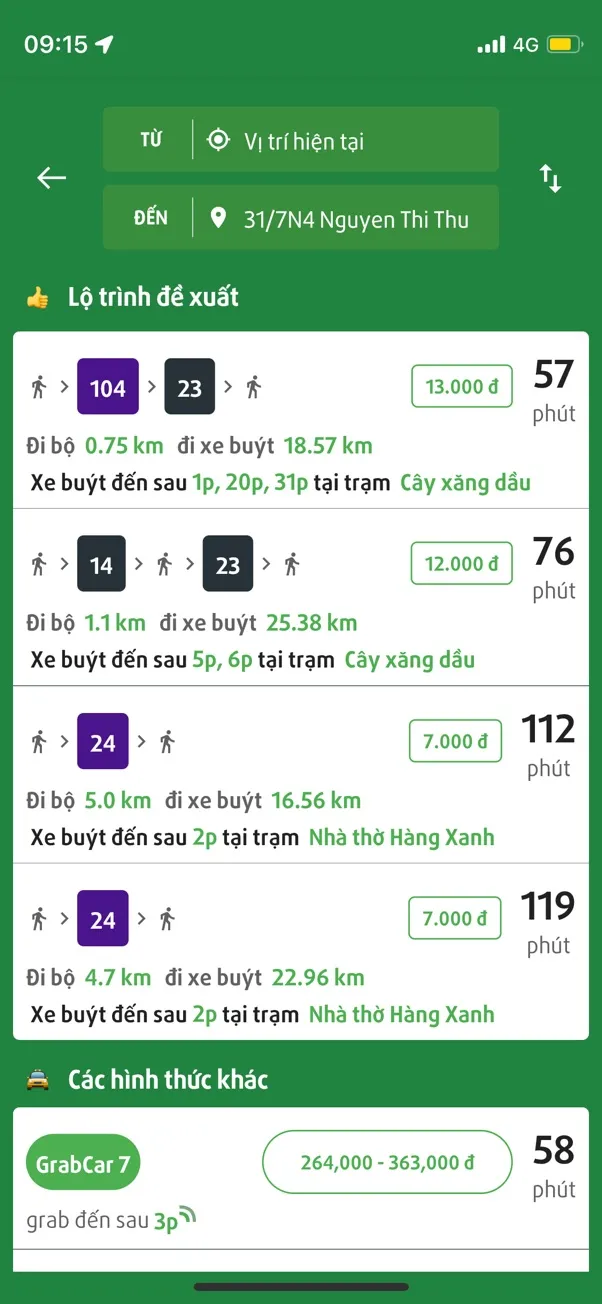 09:15 4G
TỪ Vị trí hiện tại
ĐẾN 31/7N4 Nguyen Thi Thu
Lộ trình đề xuất
104 23 13.000 đ 57
phút
Đi bộ 0.75 km đi xe buýt 18.57 km
Xe buýt đến sau 1p, 20p, 31p tại trạm Cây xăng dầu
14 23 12.000 đ 76
phút
Đi bộ 1.1 km đi xe buýt 25.38 km
Xe buýt đến sau 5p, 6p tại trạm Cây xăng dầu
24 7.000 đ 112
phút
Đi bộ 5.0 km đi xe buýt 16.56 km
Xe buýt đến sau 2p tại trạm Nhà thờ Hàng Xanh
24 7.000 đ 119
phút
Đi bộ 4.7 km đi xe buýt 22.96 km
Xe buýt đến sau 2p tại trạm Nhà thờ Hàng Xanh
Các hình thức khác
GrabCar 7 264,000 - 363,000 đ 58
phút
grab đến sau 3p